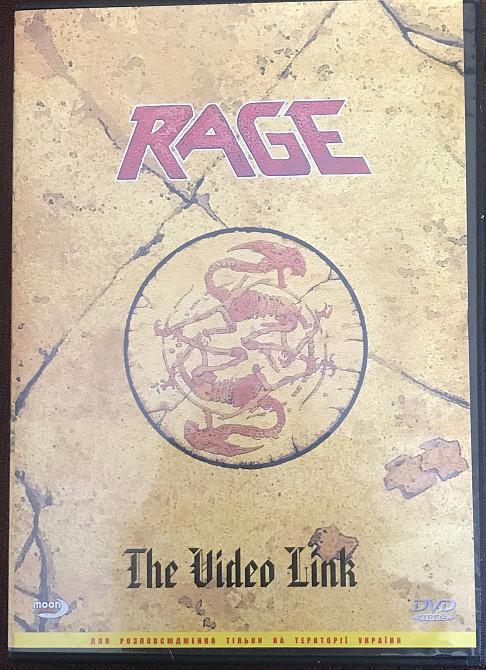 RAGE
The Video Link
moon
DVD
VIDEO
ДЛЯ РОЗПОВСЮДЖЕННЯ ТІЛЬКИ НА ТЕРИТОРІЇ УКРАЇНИ